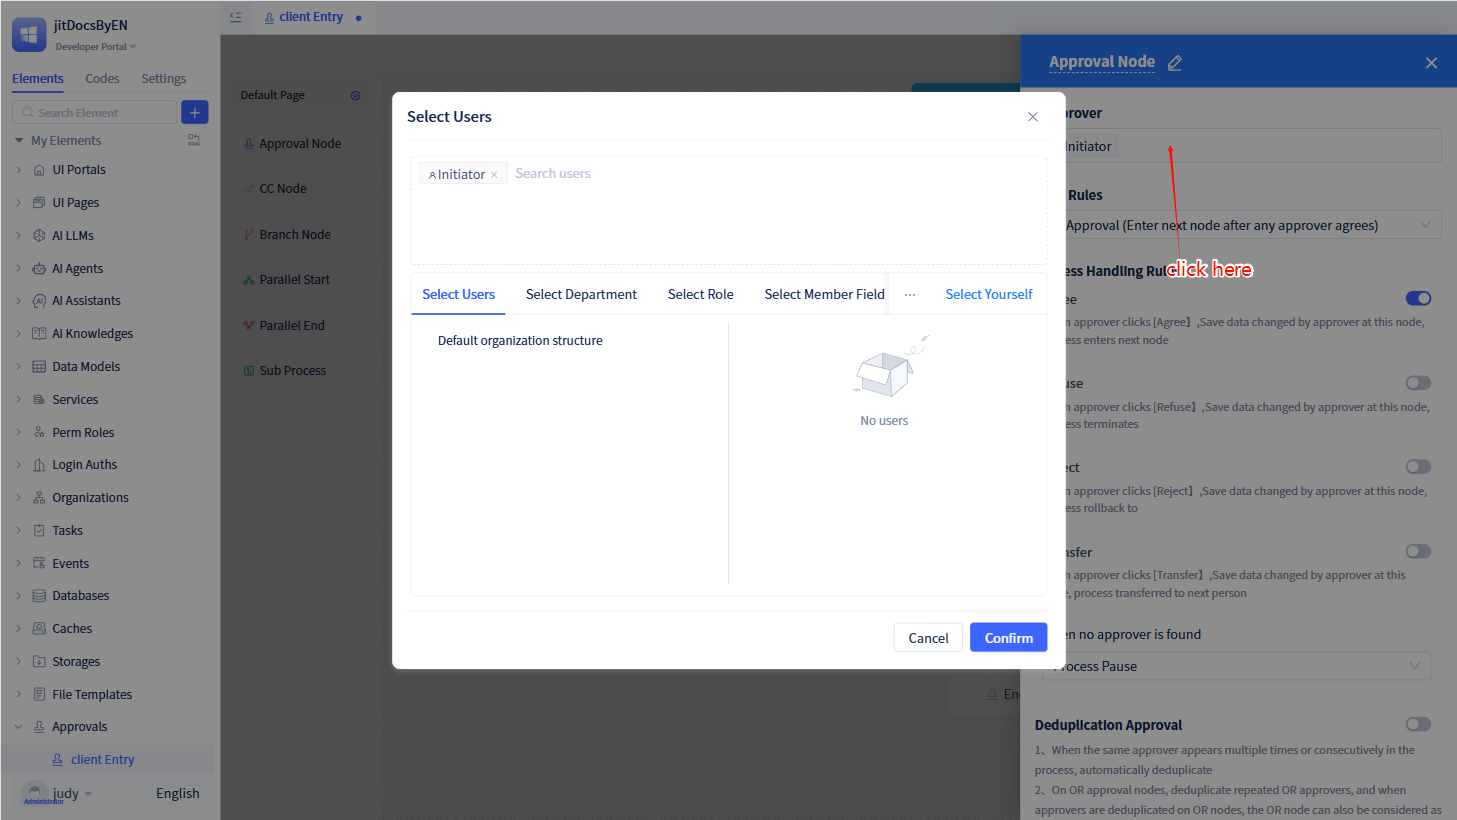 jitDocsByEN
Developer Portal
Elements Codes Settings
Search Element
My Elements
UI Portals
UI Pages
AI LLMs
AI Agents
AI Assistants
AI Knowledges
Data Models
Services
Perm Roles
Login Auths
Organizations
Tasks
Events
Databases
Caches
Storages
File Templates
Approvals
client Entry
Administrator
judy
English
client Entry
Default Page
Approval Node
CC Node
Branch Node
Parallel Start
Parallel End
Sub Process
Select Users
Initiator Search users
Select Users Select Department Select Role Select Member Field ... Select Yourself
Default organization structure
No users
Cancel Confirm
Approval Node
prover
Initiator
Rules
Approval (Enter next node after any approver agrees)
click here
ess Handling Rul
ee
n approver clicks [Agree】,Save data changed by approver at this node,
ess enters next node
use
n approver clicks [Refuse】,Save data changed by approver at this node,
ess terminates
ect
n approver clicks [Reject】,Save data changed by approver at this node,
ess rollback to
nsfer
n approver clicks [Transfer】,Save data changed by approver at this
e, process transferred to next person
en no approver is found
Process Pause
En
Deduplication Approval
1、When the same approver appears multiple times or consecutively in the
process, automatically deduplicate
2、On OR approval nodes, deduplicate repeated OR approvers, and when
approvers are deduplicated on OR nodes, the OR node can also be considered as